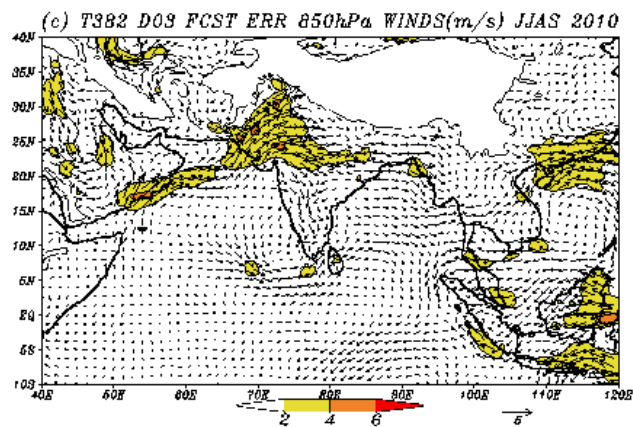 (c) T382 D03 FCST ERR 850hPa WINDS(m/s) JJAS 2010
40N
35N
30N
25N
20N
15N
10N
5N
EQ
5S
10S
40E 50E 60E 70E 80E 90E 100E 110E 120E
2 4 6
5